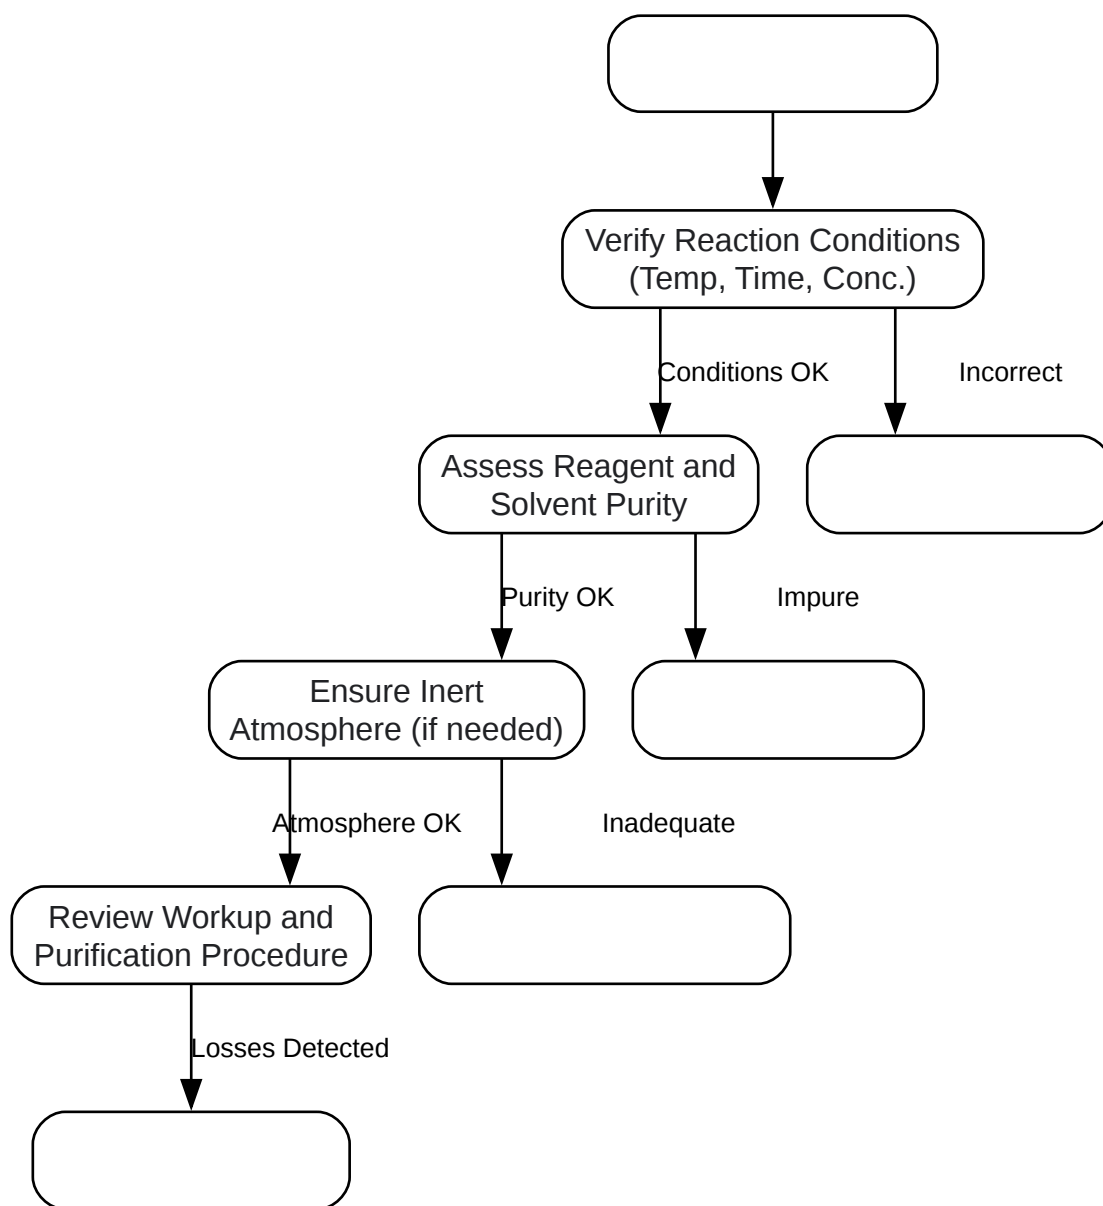 Verify Reaction Conditions
(Temp, Time, Conc.)
Conditions OK
Incorrect
Assess Reagent and
Solvent Purity
Purity OK
Impure
Ensure Inert
Atmosphere (if needed)
Atmosphere OK
Inadequate
Review Workup and
Purification Procedure
Losses Detected